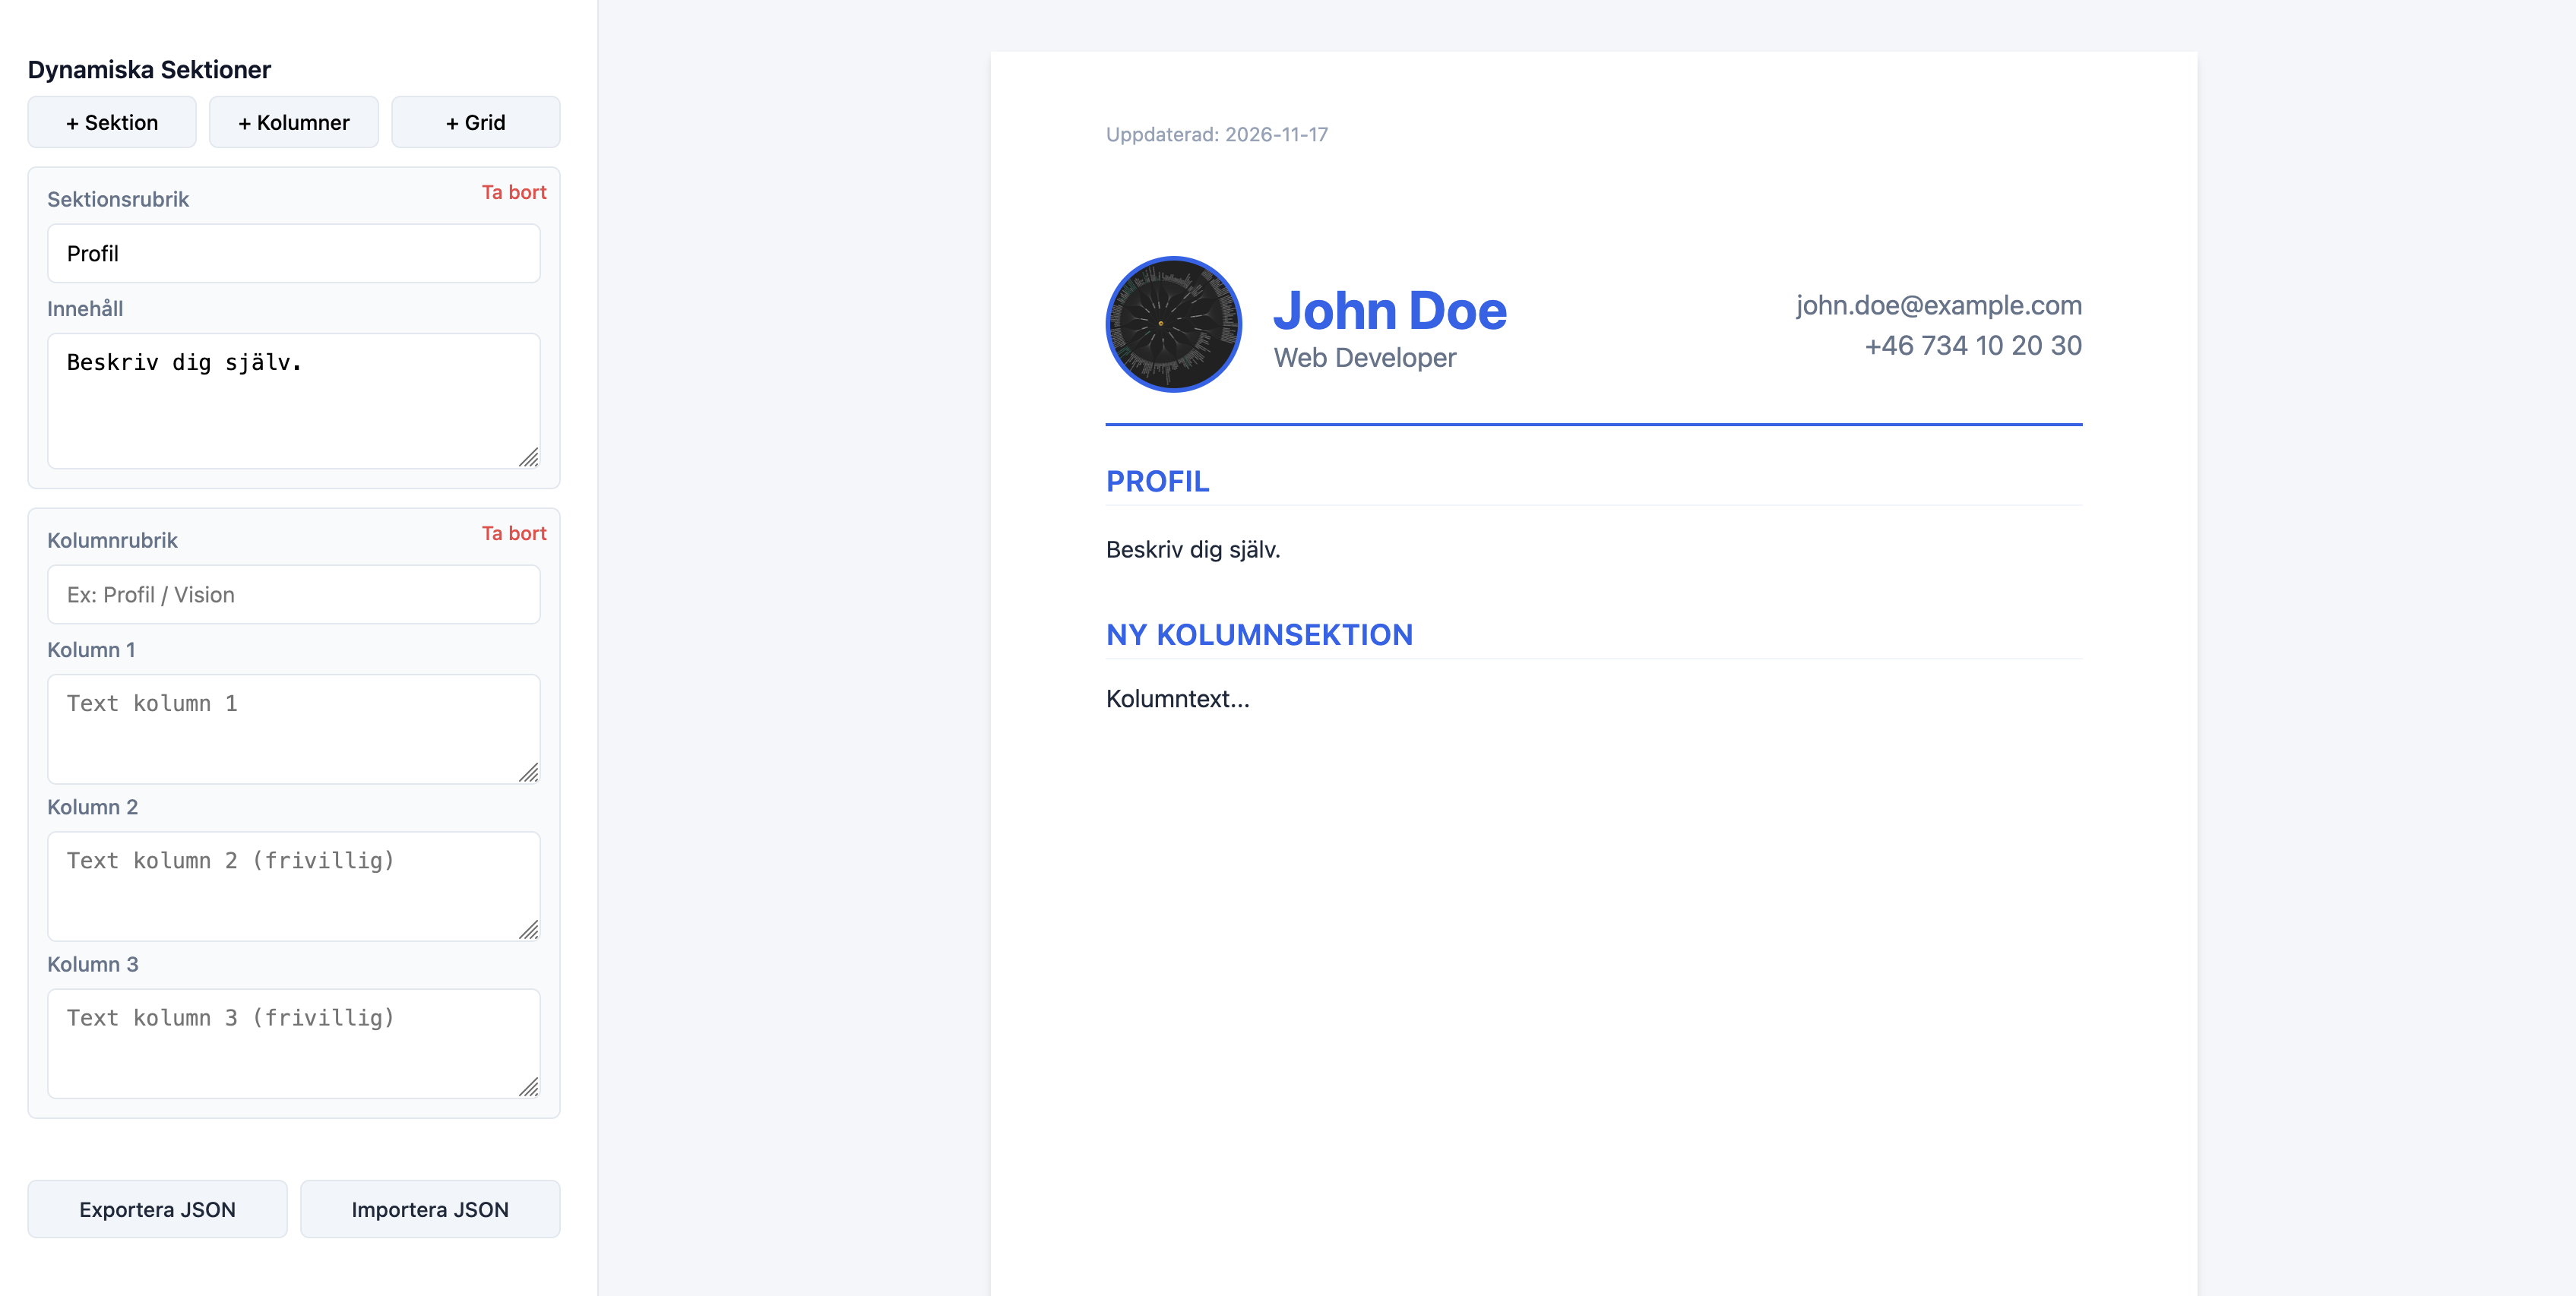 Dynamiska Sektioner
+ Sektion
+ Kolumner
+ Grid
Sektionsrubrik
Ta bort
Profil
Innehåll
Beskriv dig själv.
Kolumnrubrik
Ta bort
Ex: Profil / Vision
Kolumn 1
Text kolumn 1
Kolumn 2
Text kolumn 2 (frivillig)
Kolumn 3
Text kolumn 3 (frivillig)
Exportera JSON
Importera JSON
Uppdaterad: 2026-11-17
John Doe
Web Developer
john.doe@example.com
+46 734 10 20 30
PROFIL
Beskriv dig själv.
NY KOLUMNSEKTION
Kolumntext...